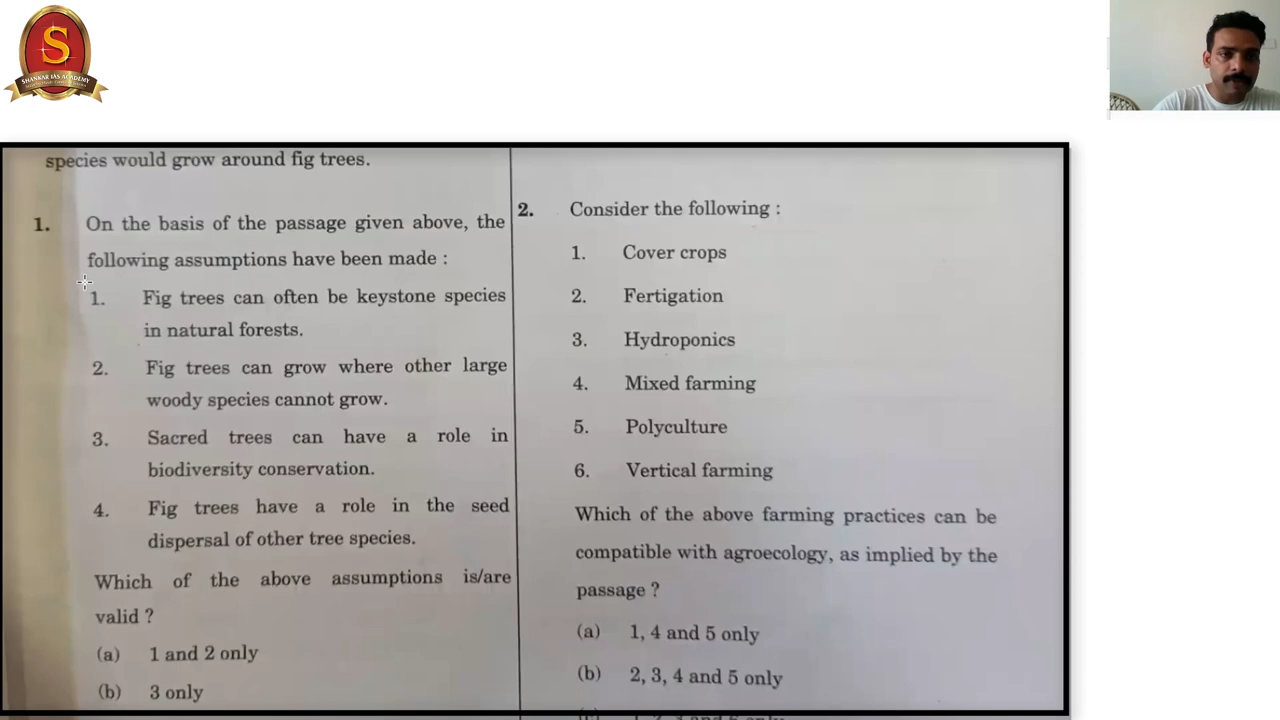 S
SHANKAR IAS ACADEMY
species would grow around fig trees.
1. On the basis of the passage given above, the
following assumptions have been made :
1. Fig trees can often be keystone species
in natural forests.
2. Fig trees can grow where other large
woody species cannot grow.
3. Sacred trees can have a role in
biodiversity conservation.
4. Fig trees have a role in the seed
dispersal of other tree species.
Which of the above assumptions is/are
valid ?
(a) 1 and 2 only
(b) 3 only
2. Consider the following :
1. Cover crops
2. Fertigation
3. Hydroponics
4. Mixed farming
5. Polyculture
6. Vertical farming
Which of the above farming practices can be
compatible with agroecology, as implied by the
passage ?
(a) 1, 4 and 5 only
(b) 2, 3, 4 and 5 only